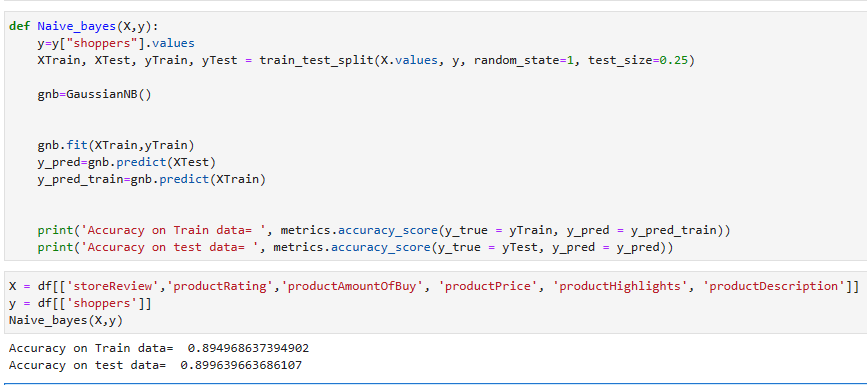 def Naive_bayes(X,y):
    y=y["shoppers"].values
    XTrain, XTest, yTrain, yTest = train_test_split(X.values, y, random_state=1, test_size=0.25)
    gnb=GaussianNB()
    gnb.fit(XTrain,yTrain)
    y_pred=gnb.predict(XTest)
    y_pred_train=gnb.predict(XTrain)
    print('Accuracy on Train data= ', metrics.accuracy_score(y_true = yTrain, y_pred = y_pred_train))
    print('Accuracy on test data= ', metrics.accuracy_score(y_true = yTest, y_pred = y_pred))
X = df[['storeReview','productRating','productAmountOfBuy', 'productPrice', 'productHighlights', 'productDescription']]
y = df[['shoppers']]
Naive_bayes(X,y)
Accuracy on Train data=  0.894968637394902
Accuracy on test data=  0.899639663686107